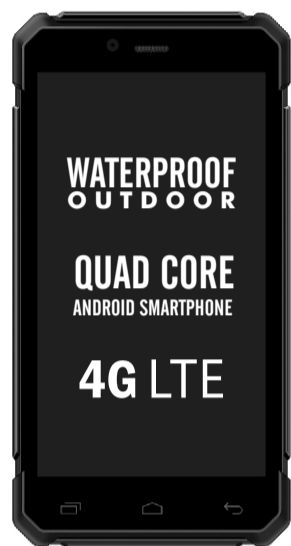 WATERPROOF
OUTDOOR
QUAD CORE
ANDROID SMARTPHONE
4G LTE